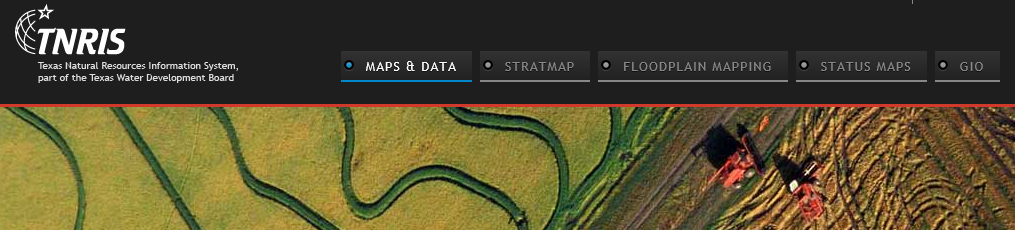 TNRIS
Texas Natural Resources Information System,
part of the Texas Water Development Board
MAPS & DATA
STRATMAP
FLOODPLAIN MAPPING
STATUS MAPS
GIO